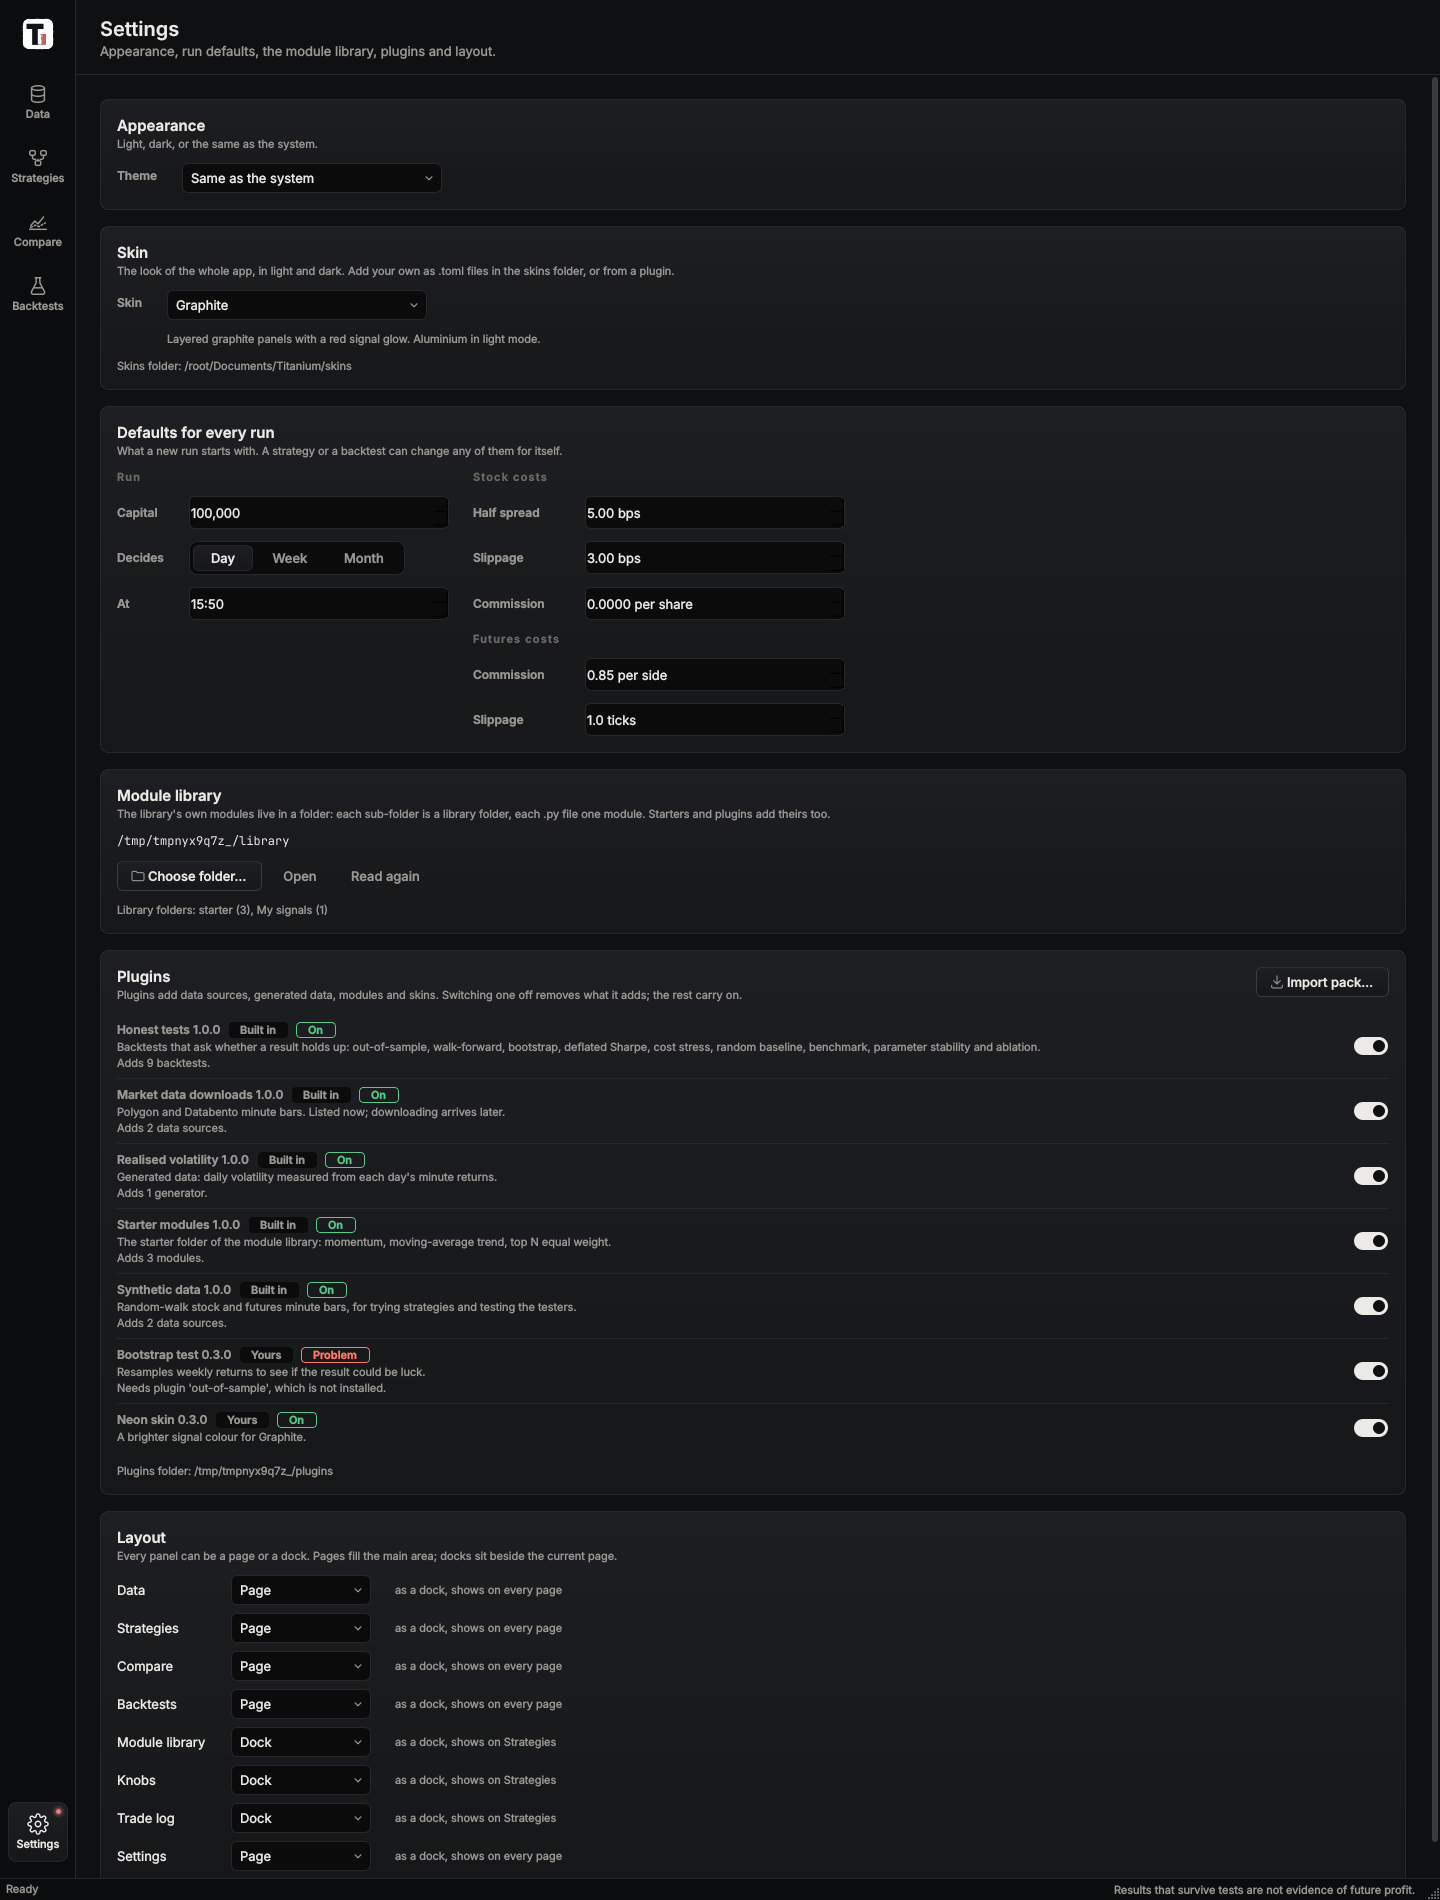 Ti
Settings
Appearance, run defaults, the module library, plugins and layout.
Data
Strategies
Compare
Backtests
Appearance
Light, dark, or the same as the system.
Theme Same as the system
Skin
The look of the whole app, in light and dark. Add your own as .toml files in the skins folder, or from a plugin.
Skin Graphite
Layered graphite panels with a red signal glow. Aluminium in light mode.
Skins folder: /root/Documents/Titanium/skins
Defaults for every run
What a new run starts with. A strategy or a backtest can change any of them for itself.
Run Stock costs
Capital 100,000 Half spread 5.00 bps
Decides Day Week Month Slippage 3.00 bps
At 15:50 Commission 0.0000 per share
Futures costs
Commission 0.85 per side
Slippage 1.0 ticks
Module library
The library's own modules live in a folder: each sub-folder is a library folder, each .py file one module. Starters and plugins add theirs too.
/tmp/tmpnyx9q7z_/library
Choose folder... Open Read again
Library folders: starter (3), My signals (1)
Plugins
Plugins add data sources, generated data, modules and skins. Switching one off removes what it adds; the rest carry on.
Import pack...
Honest tests 1.0.0 Built in On
Backtests that ask whether a result holds up: out-of-sample, walk-forward, bootstrap, deflated Sharpe, cost stress, random baseline, benchmark, parameter stability and ablation.
Adds 9 backtests.
Market data downloads 1.0.0 Built in On
Polygon and Databento minute bars. Listed now; downloading arrives later.
Adds 2 data sources.
Realised volatility 1.0.0 Built in On
Generated data: daily volatility measured from each day's minute returns.
Adds 1 generator.
Starter modules 1.0.0 Built in On
The starter folder of the module library: momentum, moving-average trend, top N equal weight.
Adds 3 modules.
Synthetic data 1.0.0 Built in On
Random-walk stock and futures minute bars, for trying strategies and testing the testers.
Adds 2 data sources.
Bootstrap test 0.3.0 Yours Problem
Resamples weekly returns to see if the result could be luck.
Needs plugin 'out-of-sample', which is not installed.
Neon skin 0.3.0 Yours On
A brighter signal colour for Graphite.
Plugins folder: /tmp/tmpnyx9q7z_/plugins
Layout
Every panel can be a page or a dock. Pages fill the main area; docks sit beside the current page.
Data Page as a dock, shows on every page
Strategies Page as a dock, shows on every page
Compare Page as a dock, shows on every page
Backtests Page as a dock, shows on every page
Module library Dock as a dock, shows on Strategies
Knobs Dock as a dock, shows on Strategies
Trade log Dock as a dock, shows on Strategies
Settings Page as a dock, shows on every page
Settings
Ready
Results that survive tests are not evidence of future profit.